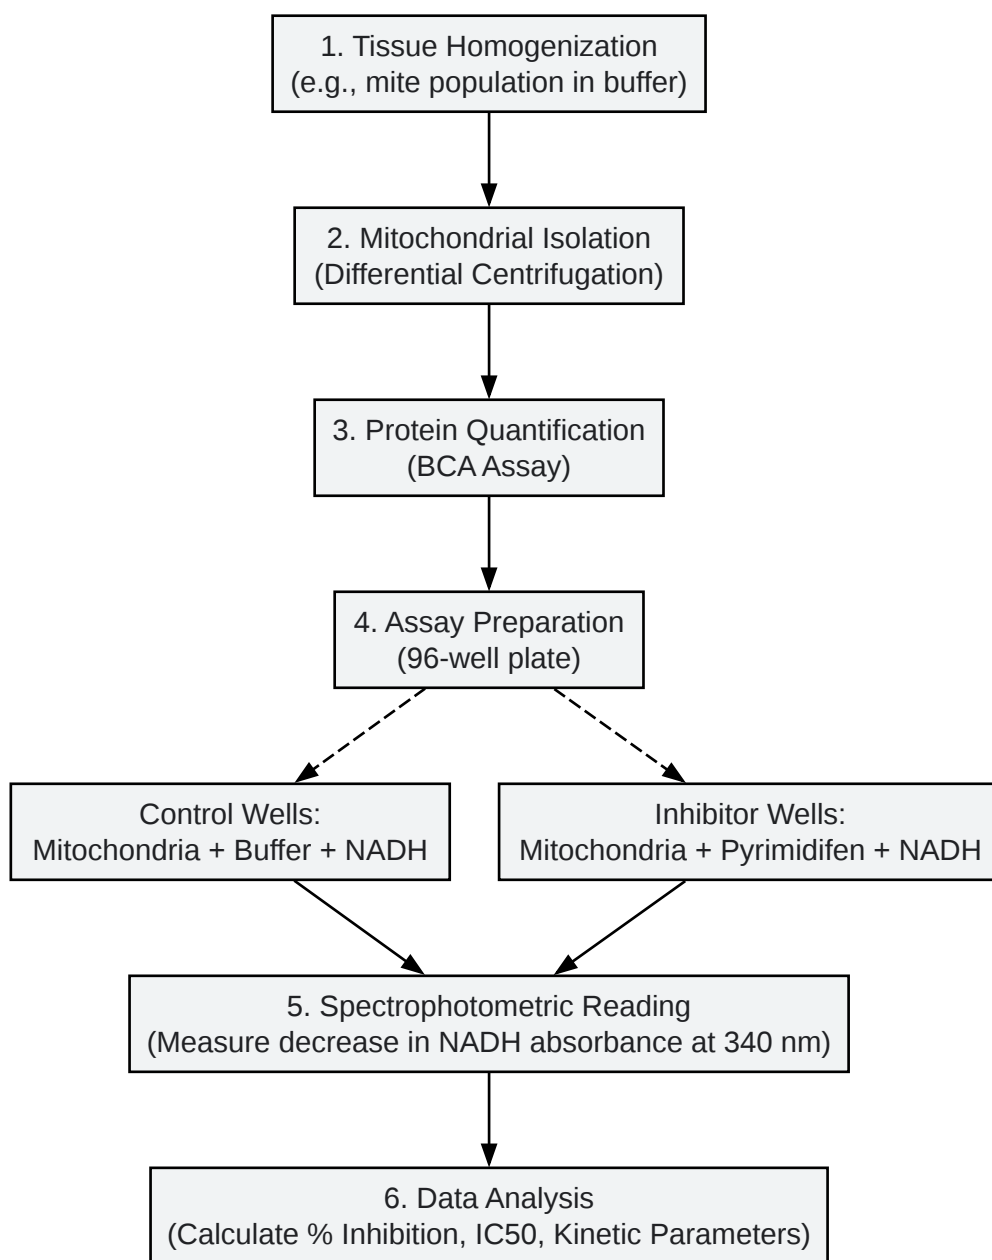 1. Tissue Homogenization
(e.g., mite population in buffer)
2. Mitochondrial Isolation
(Differential Centrifugation)
3. Protein Quantification
(BCA Assay)
4. Assay Preparation
(96-well plate)
Control Wells:
Mitochondria + Buffer + NADH
Inhibitor Wells:
Mitochondria + Pyrimidifen + NADH
5. Spectrophotometric Reading
(Measure decrease in NADH absorbance at 340 nm)
6. Data Analysis
(Calculate % Inhibition, IC50, Kinetic Parameters)